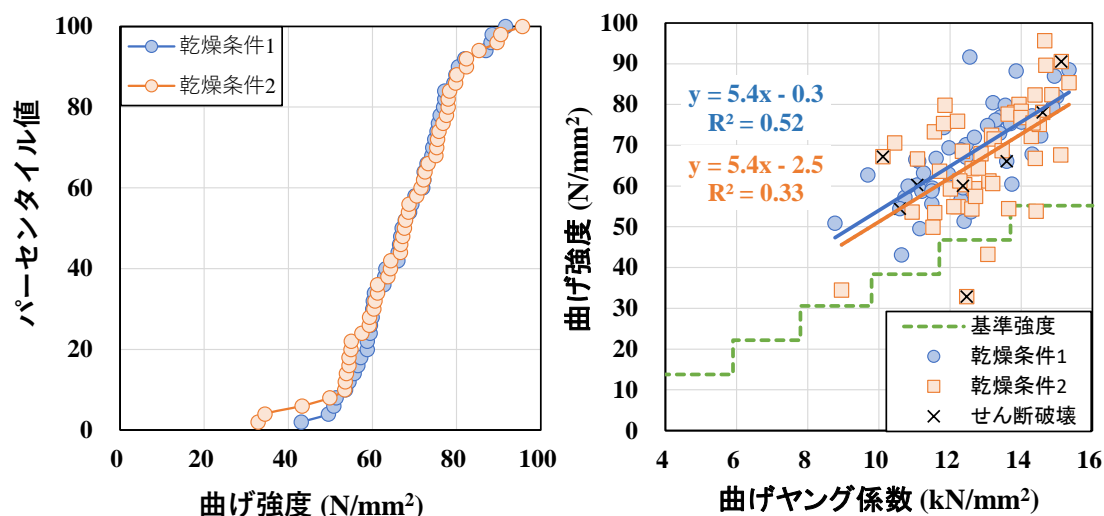 100
80
60
40
20
0
パーセンタイル値
乾燥条件1
乾燥条件2
0 20 40 60 80 100
曲げ強度 (N/mm²)
100
90
80
70
60
50
40
30
20
10
0
曲げ強度 (N/mm²)
y = 5.4x - 0.3
R² = 0.52
y = 5.4x - 2.5
R² = 0.33
基準強度
乾燥条件1
乾燥条件2
せん断破壊
4 6 8 10 12 14 16
曲げヤング係数 (kN/mm²)